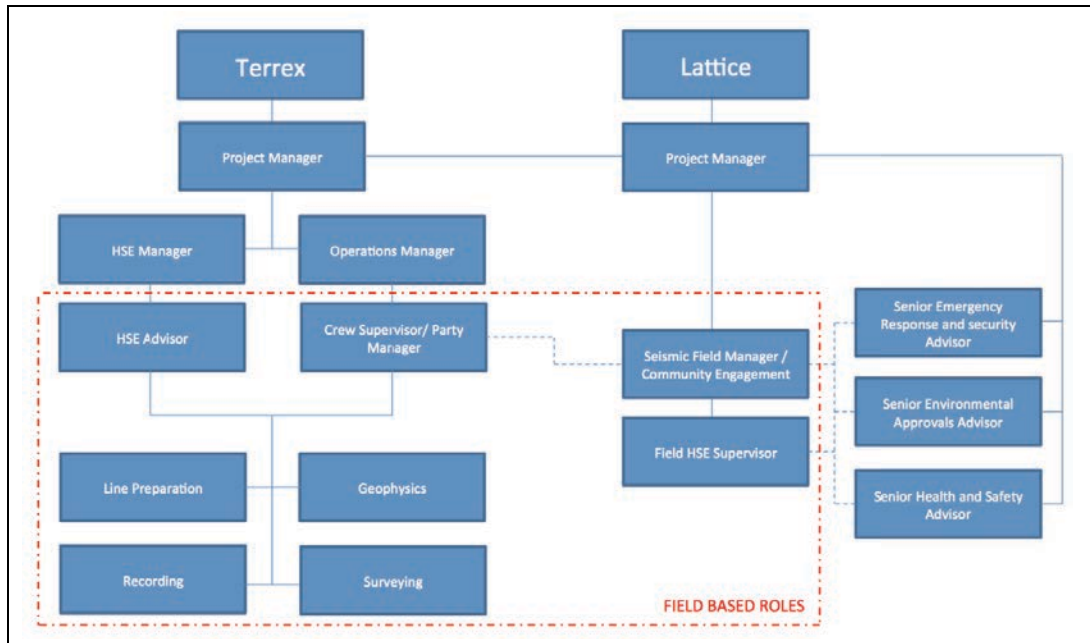 Terrex
Lattice
Project Manager
Project Manager
HSE Manager
Operations Manager
HSE Advisor
Crew Supervisor/ Party
Manager
Seismic Field Manager /
Community Engagement
Senior Emergency
Response and security
Advisor
Senior Environmental
Approvals Advisor
Field HSE Supervisor
Line Preparation
Geophysics
Senior Health and Safety
Advisor
Recording
Surveying
FIELD BASED ROLES